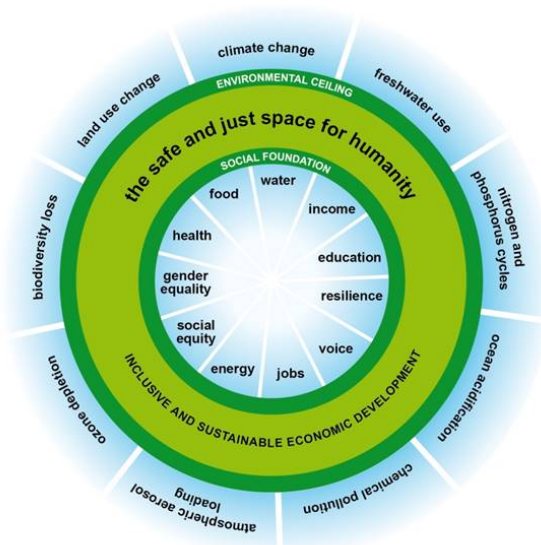 climate change
freshwater use
nitrogen and
phosphorus cycles
ocean acidification
chemical pollution
atmospheric aerosol
loading
ozone depletion
biodiversity loss
land use change
ENVIRONMENTAL CEILING
the safe and just space for humanity
SOCIAL FOUNDATION
water
income
education
resilience
voice
jobs
energy
social
equity
gender
equality
health
food
INCLUSIVE AND SUSTAINABLE ECONOMIC DEVELOPMENT